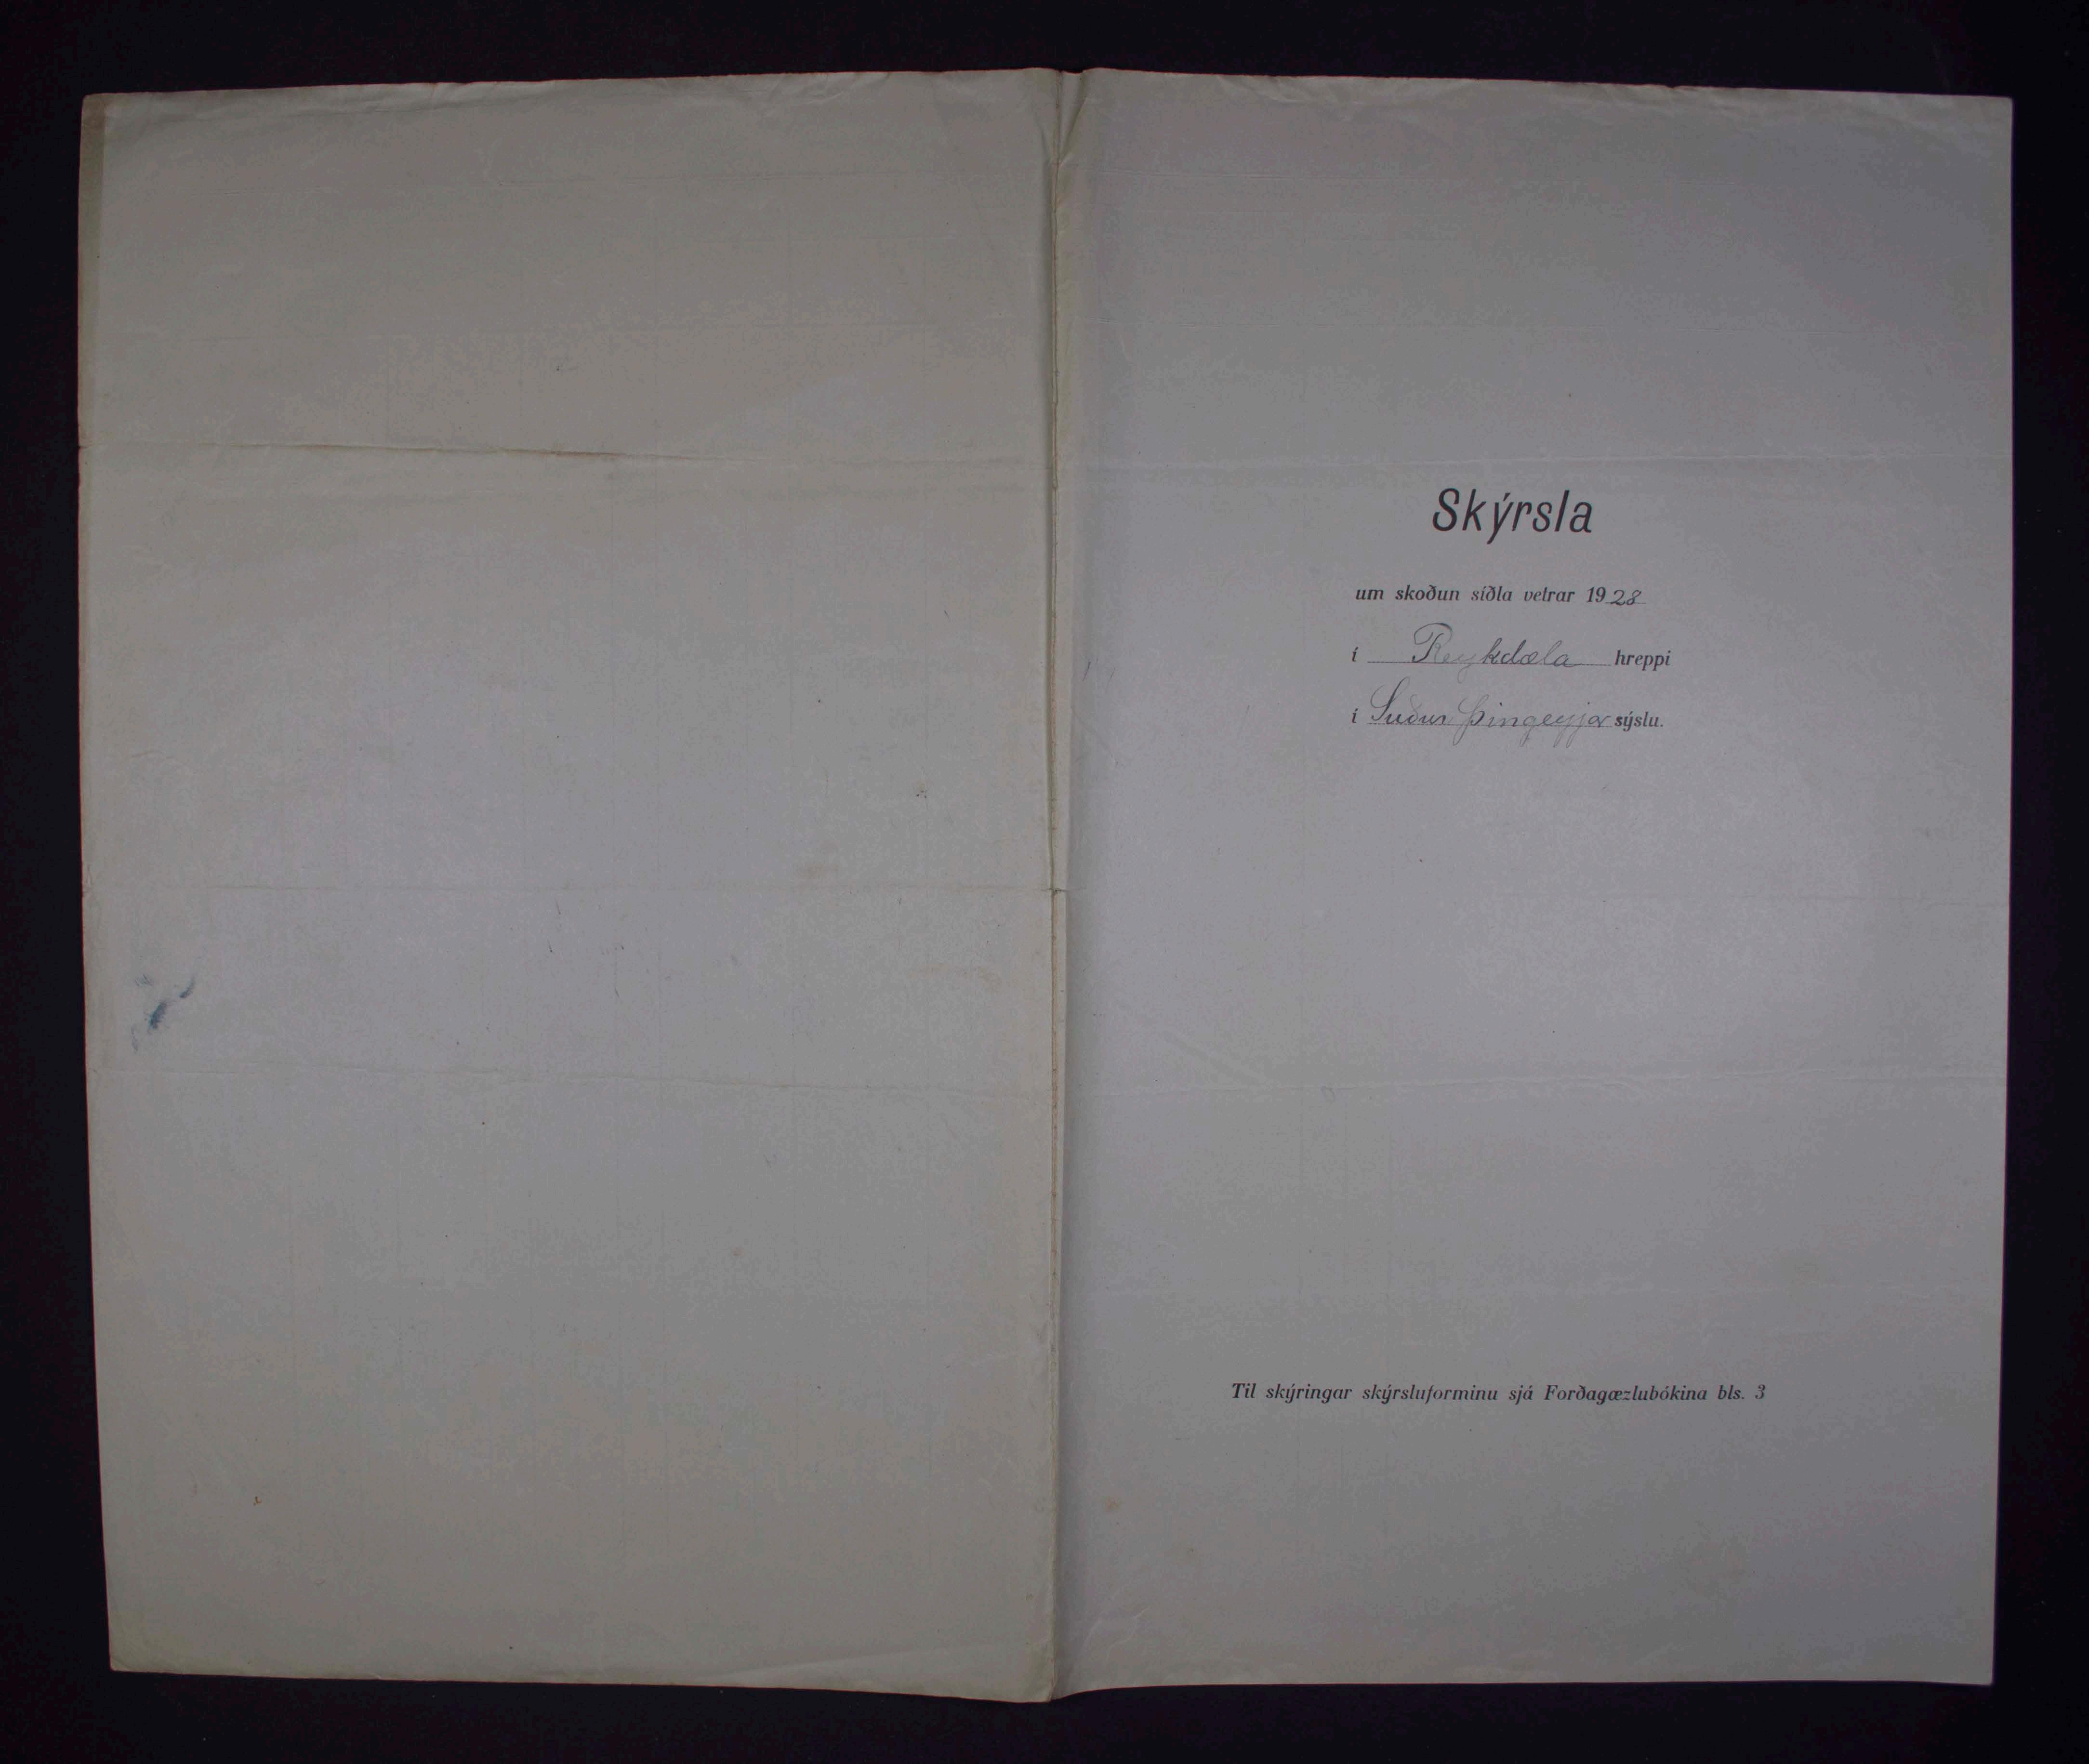 Skýrsla
um skoðun síðla vetrar 1928
í Reykdæla hreppi
í Suður Þingeyjar sýslu.
Til skýringar skýrsluforminu sjá Forðagæzlubókina bls. 3